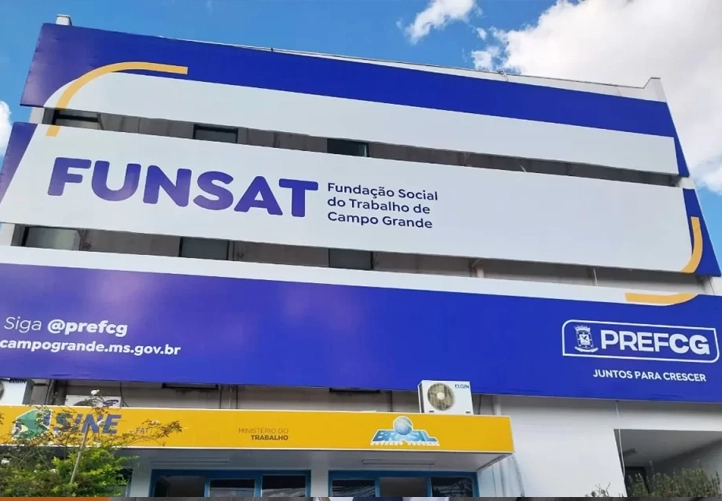 FUNSAT
Fundação Social
do Trabalho de
Campo Grande
Siga @prefcg
campogrande.ms.gov.br
PREFCG
JUNTOS PARA CRESCER
ELGIN
SINE
MINISTÉRIO DO
TRABALHO
BRASIL